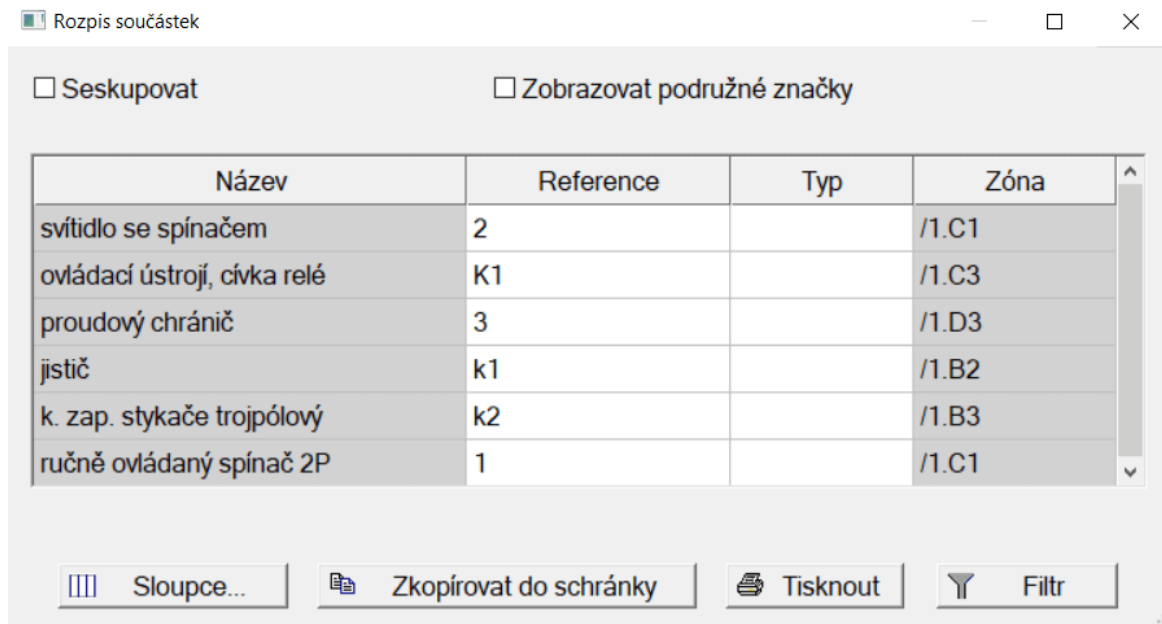 Rozpis součástek
Seskupovat Zobrazovat podružné značky
Název Reference Typ Zóna
svítidlo se spínačem 2 /1.C1
ovládací ústrojí, cívka relé K1 /1.C3
proudový chránič 3 /1.D3
jistič k1 /1.B2
k. zap. stykače trojpólový k2 /1.B3
ručně ovládaný spínač 2P 1 /1.C1
Sloupce... Zkopírovat do schránky Tisknout Filtr